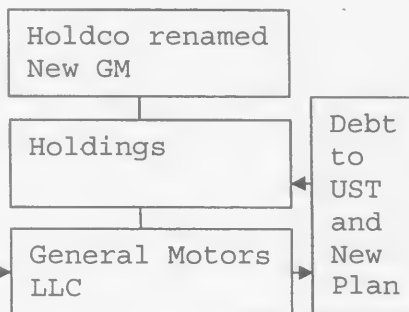 Holdco renamed
New GM
Holdings
Debt
to
UST
and
New
Plan
General Motors
LLC